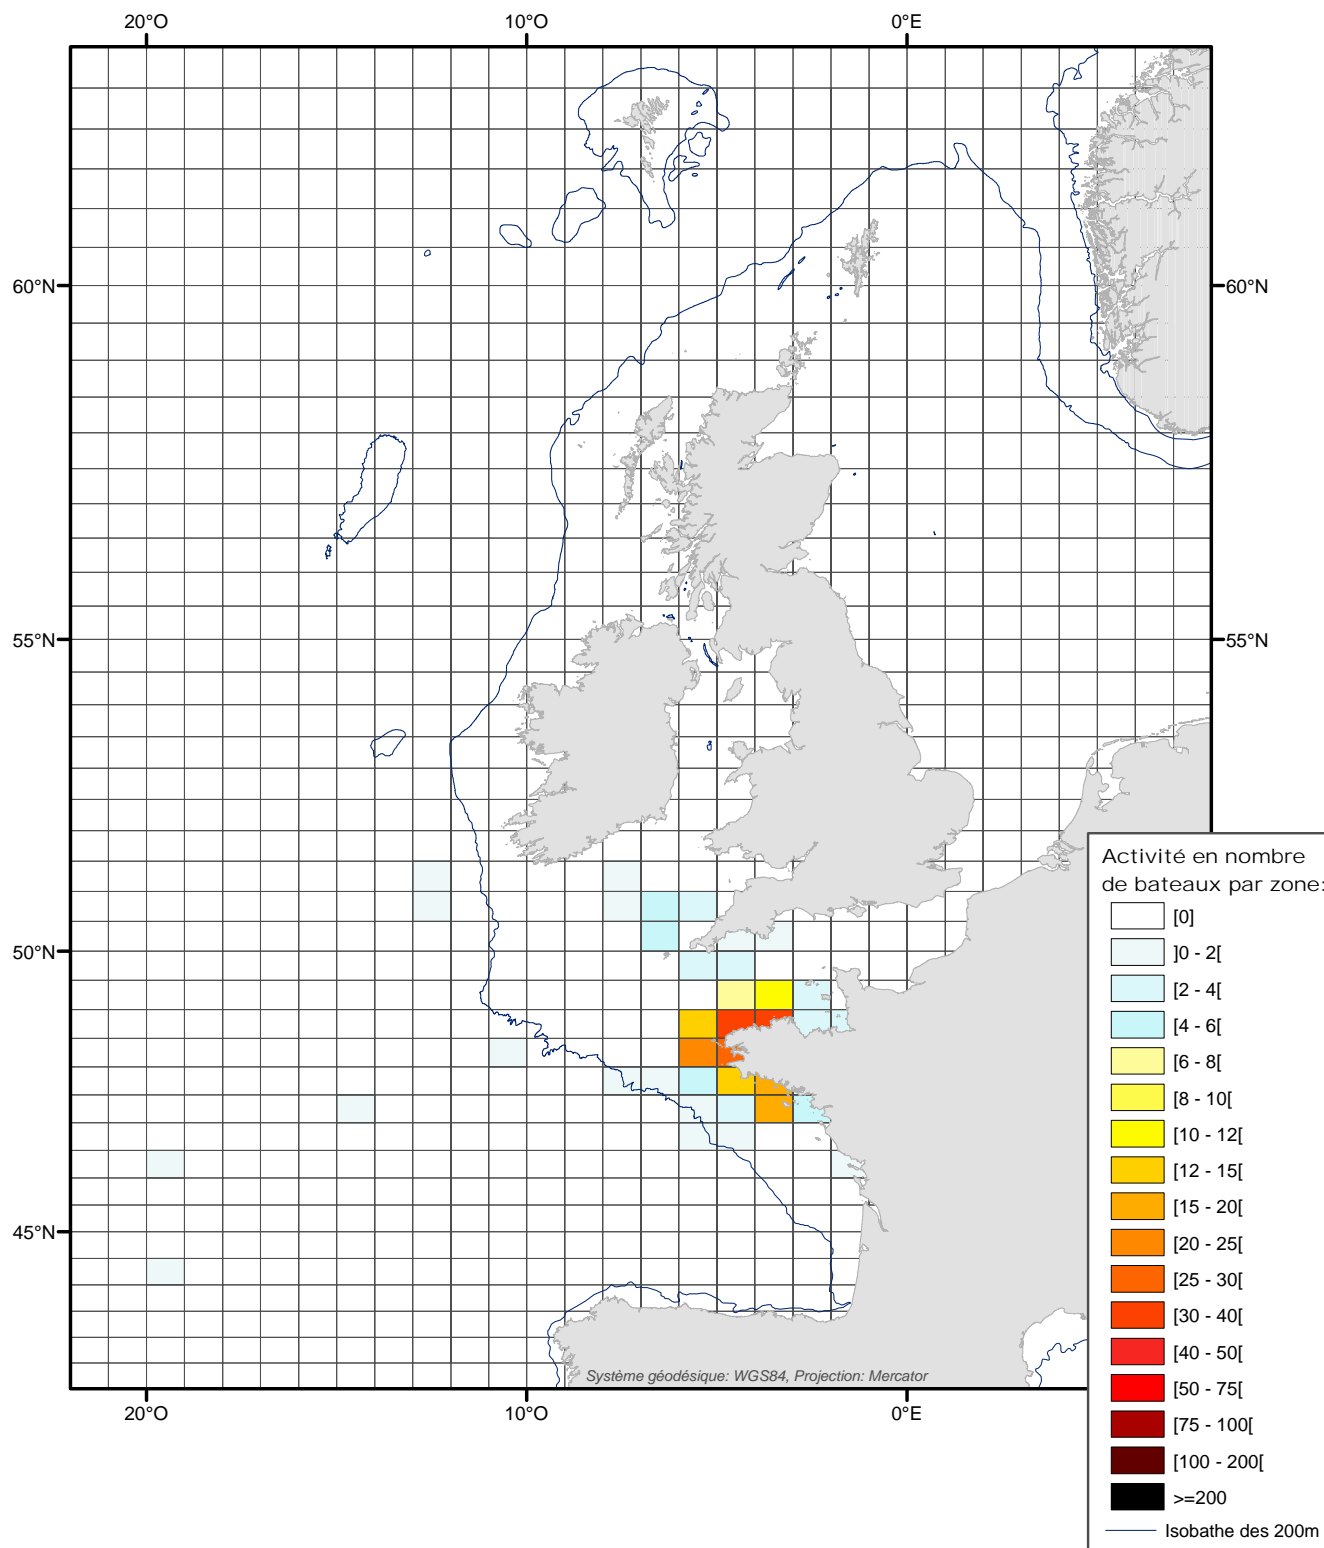 20°O 10°O 0°E
60°N 60°N
55°N 55°N
50°N
45°N
Système géodésique: WGS84, Projection: Mercator
20°O 10°O 0°E
Activité en nombre
de bateaux par zone:
[0]
]0 - 2[
[2 - 4[
[4 - 6[
[6 - 8[
[8 - 10[
[10 - 12[
[12 - 15[
[15 - 20[
[20 - 25[
[25 - 30[
[30 - 40[
[40 - 50[
[50 - 75[
[75 - 100[
[100 - 200[
>=200
Isobathe des 200m